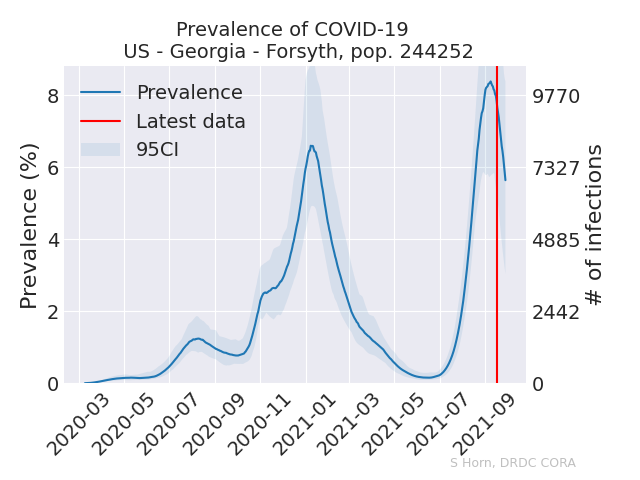 Prevalence of COVID-19
US - Georgia - Forsyth, pop. 244252
Prevalence (%)
8
6
4
2
0
Prevalence
Latest data
95CI
9770
7327
4885
2442
0
# of infections
2020-03
2020-05
2020-07
2020-09
2020-11
2021-01
2021-03
2021-05
2021-07
2021-09
S Horn, DRDC CORA